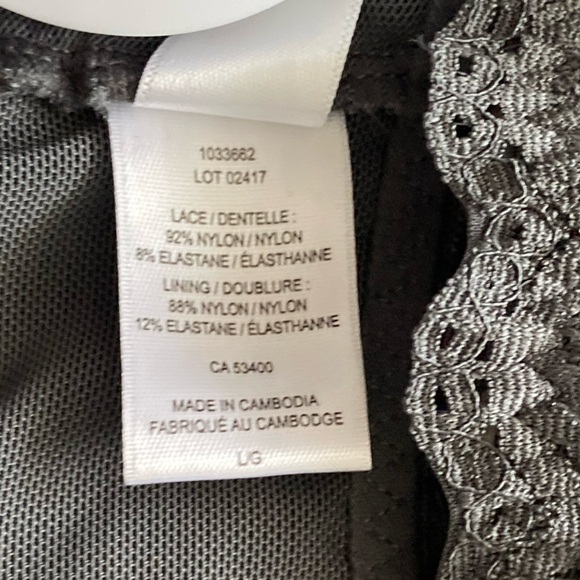 1033662
LOT 02417
LACE / DENTELLE :
92% NYLON / NYLON
8% ELASTANE / ÉLASTHANNE
LINING / DOUBLURE :
88% NYLON / NYLON
12% ELASTANE / ÉLASTHANNE
CA 53400
MADE IN CAMBODIA
FABRIQUÉ AU CAMBODGE
L/G